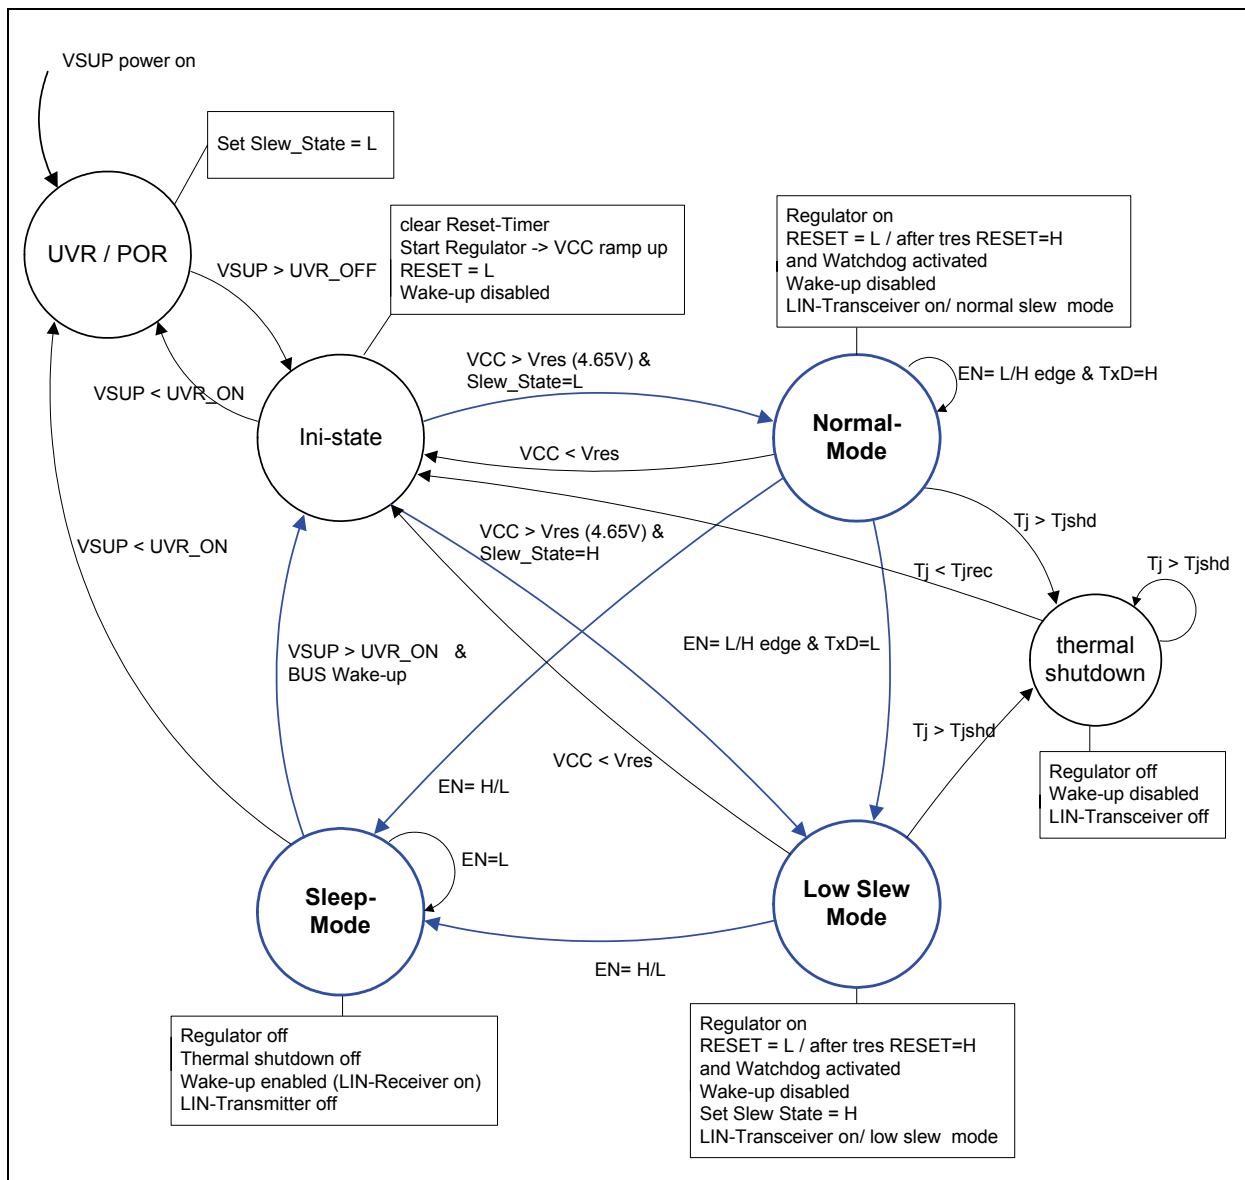 VSUP power on
Set Slew_State = L
UVR / POR
VSUP > UVR_OFF
clear Reset-Timer
Start Regulator -> VCC ramp up
RESET = L
Wake-up disabled
Regulator on
RESET = L / after tres RESET=H
and Watchdog activated
Wake-up disabled
LIN-Transceiver on/ normal slew mode
VSUP < UVR_ON
VCC > Vres (4.65V) &
Slew_State=L
EN= L/H edge & TxD=H
Ini-state
Normal-
Mode
VCC < Vres
VSUP < UVR_ON
VCC > Vres (4.65V) &
Slew_State=H
Tj > Tjshd
Tj < Tjrec
Tj > Tjshd
VSUP > UVR_ON &
BUS Wake-up
EN= L/H edge & TxD=L
thermal
shutdown
Tj > Tjshd
VCC < Vres
EN= H/L
Regulator off
Wake-up disabled
LIN-Transceiver off
EN=L
Sleep-
Mode
Low Slew
Mode
EN= H/L
Regulator off
Thermal shutdown off
Wake-up enabled (LIN-Receiver on)
LIN-Transmitter off
Regulator on
RESET = L / after tres RESET=H
and Watchdog activated
Wake-up disabled
Set Slew State = H
LIN-Transceiver on/ low slew mode